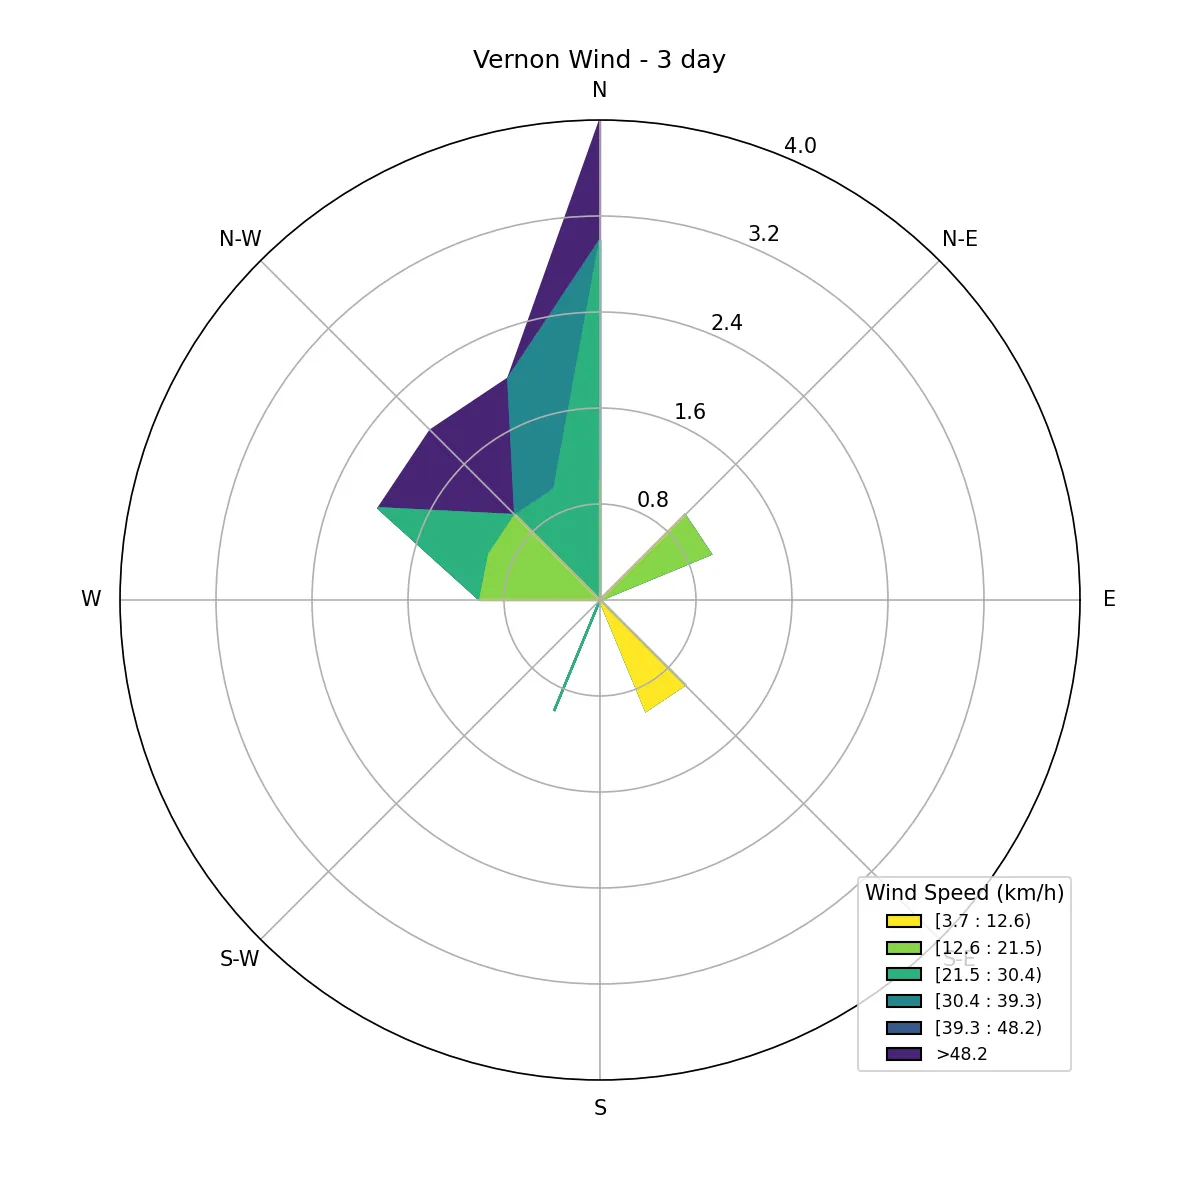 Vernon Wind - 3 day
N
4.0
N-W
N-E
3.2
2.4
1.6
0.8
W
E
S-W
S-E
S
Wind Speed (km/h)
[3.7 : 12.6)
[12.6 : 21.5)
[21.5 : 30.4)
[30.4 : 39.3)
[39.3 : 48.2)
>48.2